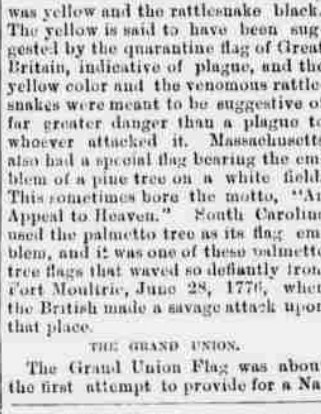 was yellow and the rattlesnake black.
The yellow is said to have been sug
gested by the quarantine flag of Great
Britain, indicative of plague, and the
yellow color and the venomous rattle
snakes were meant to be suggestive of
far greater danger than a plague to
whoever attacked it. Massachusetts
also had a special flag bearing the em
blem of a pine tree on a white field.
This sometimes bore the motto, "An
Appeal to Heaven." South Carolina
used the palmetto tree as its flag em
blem, and it was one of these palmetto
tree flags that waved so defiantly from
Fort Moultrie, June 28, 1776, when
the British made a savage attack upon
that place.
THE GRAND UNION.
The Grand Union Flag was about
the first attempt to provide for a Na